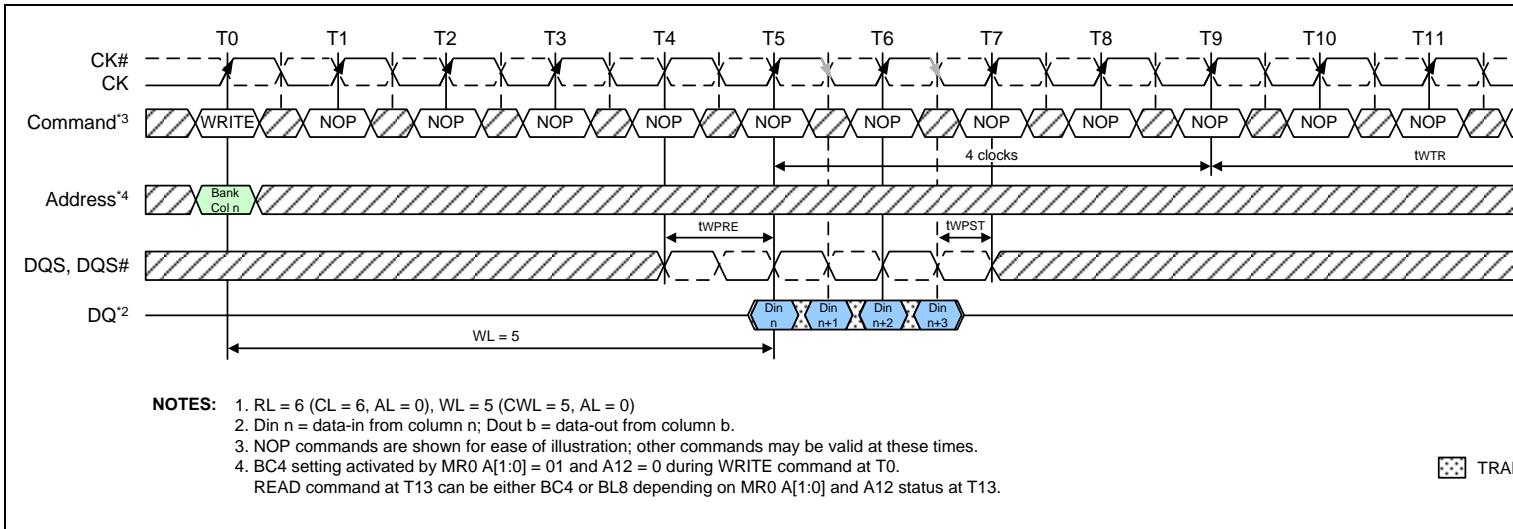 T0 T1 T2 T3 T4 T5 T6 T7 T8 T9 T10 T11
CK#
CK
Command*3 WRITE NOP NOP NOP NOP NOP NOP NOP NOP NOP NOP NOP
4 clocks tWTR
Address*4 Bank
Col n
tWPRE tWPST
DQS, DQS#
DQ*2 Din n Din n+1 Din n+2 Din n+3
WL = 5
NOTES: 1. RL = 6 (CL = 6, AL = 0), WL = 5 (CWL = 5, AL = 0)
2. Din n = data-in from column n; Dout b = data-out from column b.
3. NOP commands are shown for ease of illustration; other commands may be valid at these times.
4. BC4 setting activated by MR0 A[1:0] = 01 and A12 = 0 during WRITE command at T0.
READ command at T13 can be either BC4 or BL8 depending on MR0 A[1:0] and A12 status at T13.